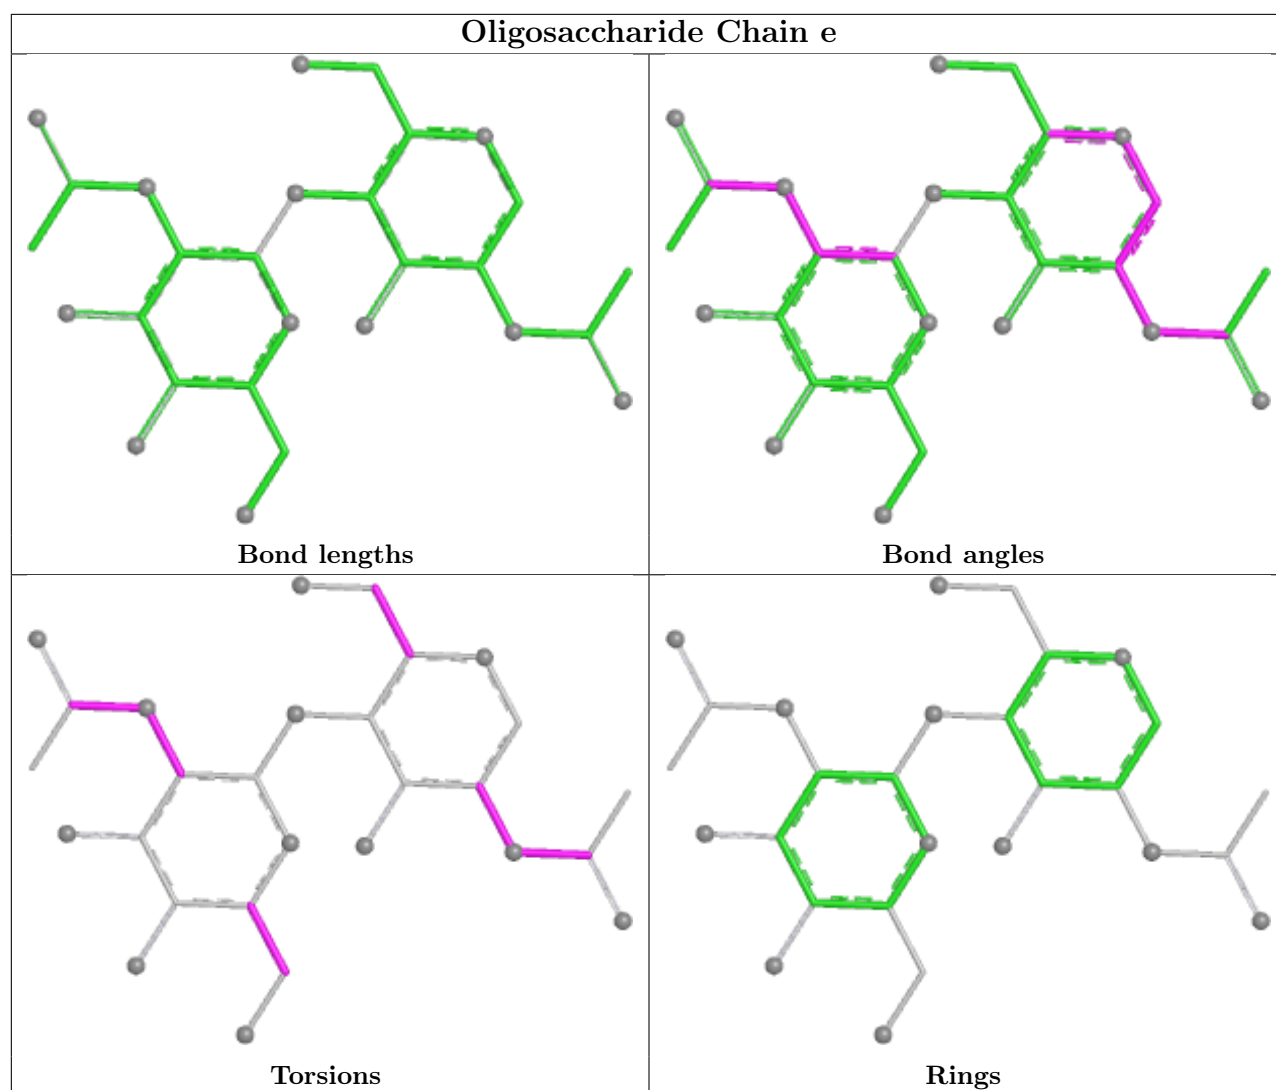 Oligosaccharide Chain e
Bond lengths
Bond angles
Torsions
Rings